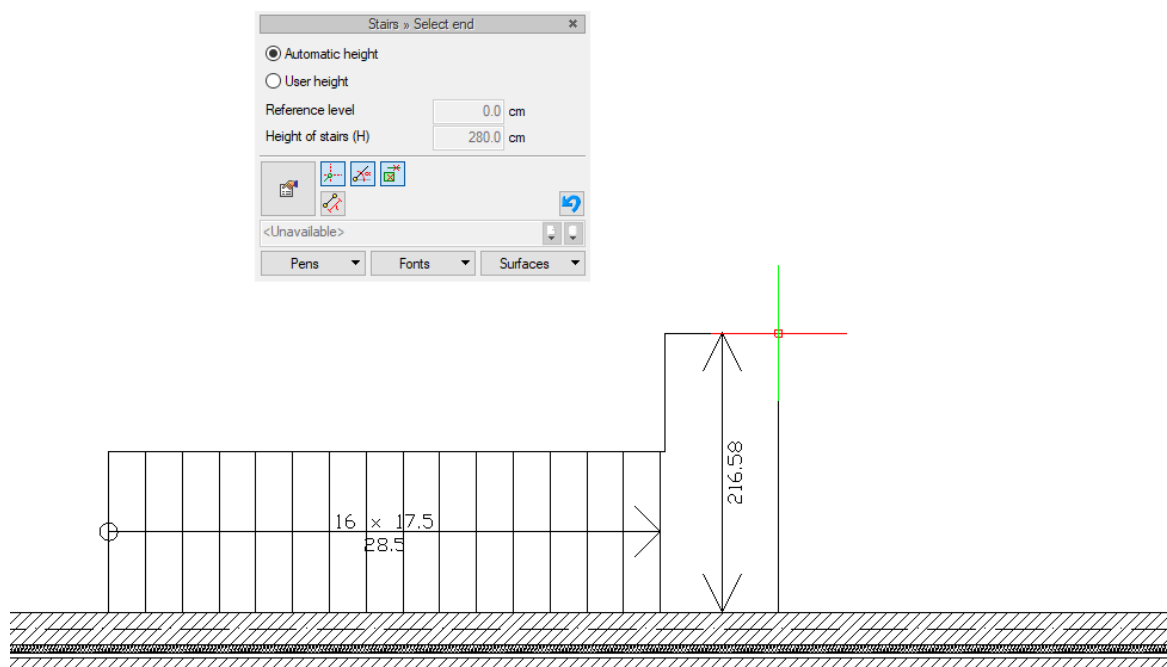 Stairs » Select end
Automatic height
User height
Reference level 0.0 cm
Height of stairs (H) 280.0 cm
<Unavailable>
Pens Fonts Surfaces
216.58
16 x 17.5
28.5